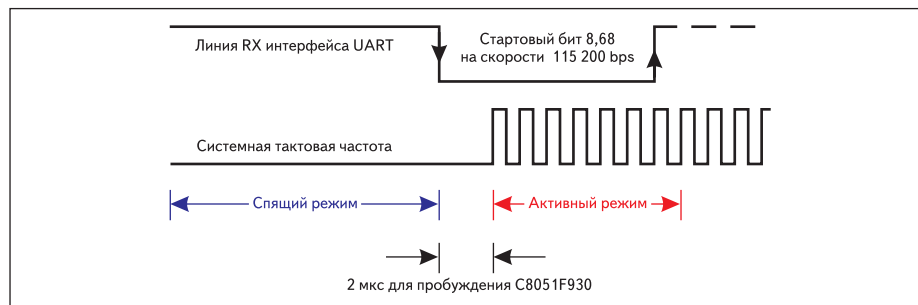 Линия RX интерфейса UART
Стартовый бит 8,68
на скорости 115 200 bps
Системная тактовая частота
Спящий режим
Активный режим
2 мкс для пробуждения C8051F930